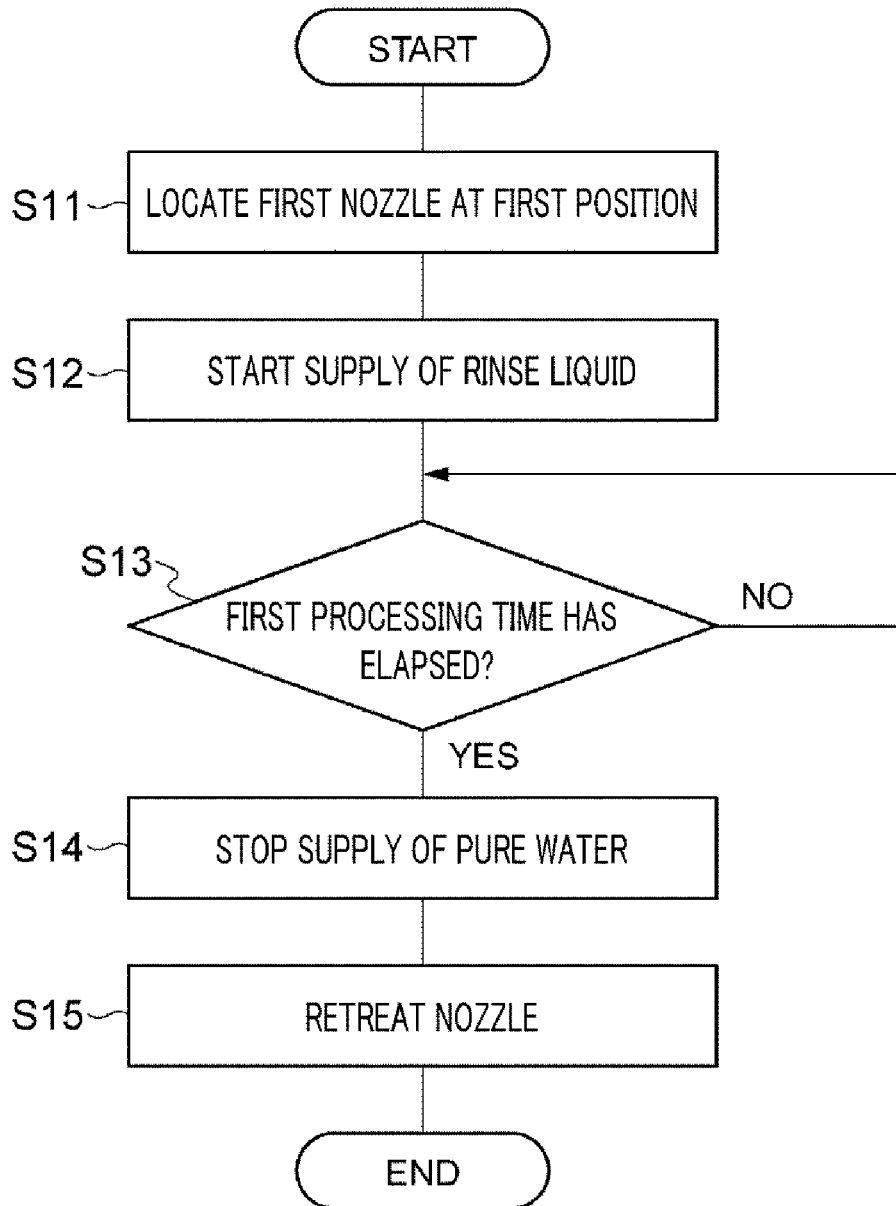 START
S11
LOCATE FIRST NOZZLE AT FIRST POSITION
S12
START SUPPLY OF RINSE LIQUID
S13
FIRST PROCESSING TIME HAS
ELAPSED?
NO
YES
S14
STOP SUPPLY OF PURE WATER
S15
RETREAT NOZZLE
END